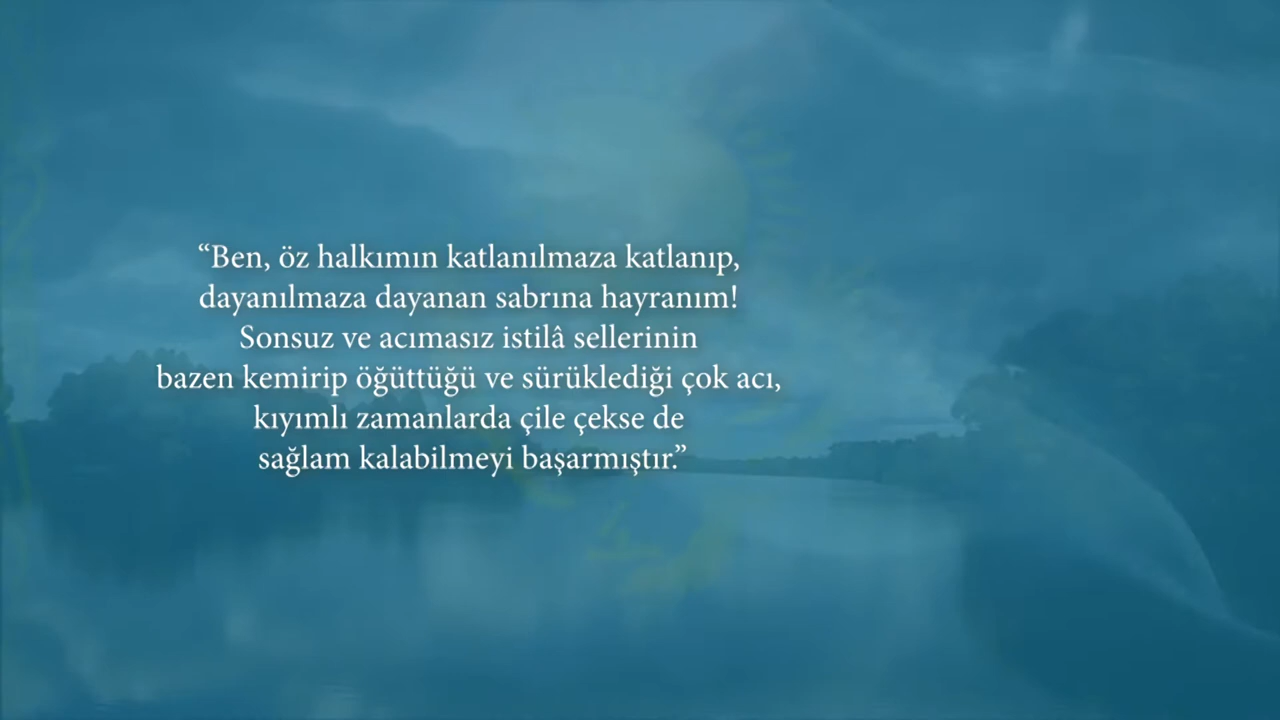 “Ben, öz halkımın katlanılmaza katlanıp,
dayanılmaza dayanan sabrına hayranım!
Sonsuz ve acımasız istilâ sellerinin
bazen kemirip öğüttüğü ve sürüklediği çok acı,
kıyımlı zamanlarda çile çekse de
sağlam kalabilmeyi başarmıştır.”